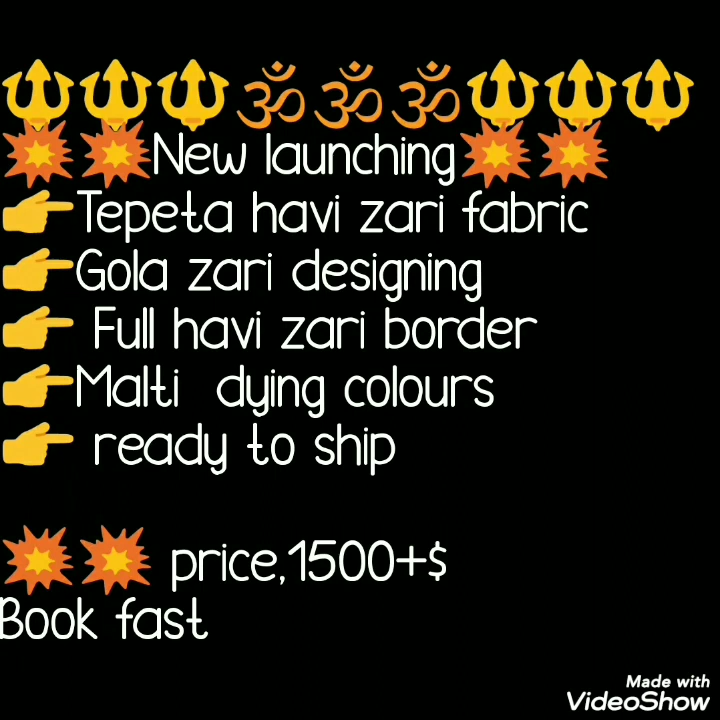 🔱🔱🔱🕉🕉🕉🔱🔱🔱
💥💥New launching💥💥
👉Tepeta havi zari fabric
👉Gola zari designing
👉 Full havi zari border
👉Malti  dying colours
👉 ready to ship
💥💥 price,1500+$
Book fast
Made with
VideoShow